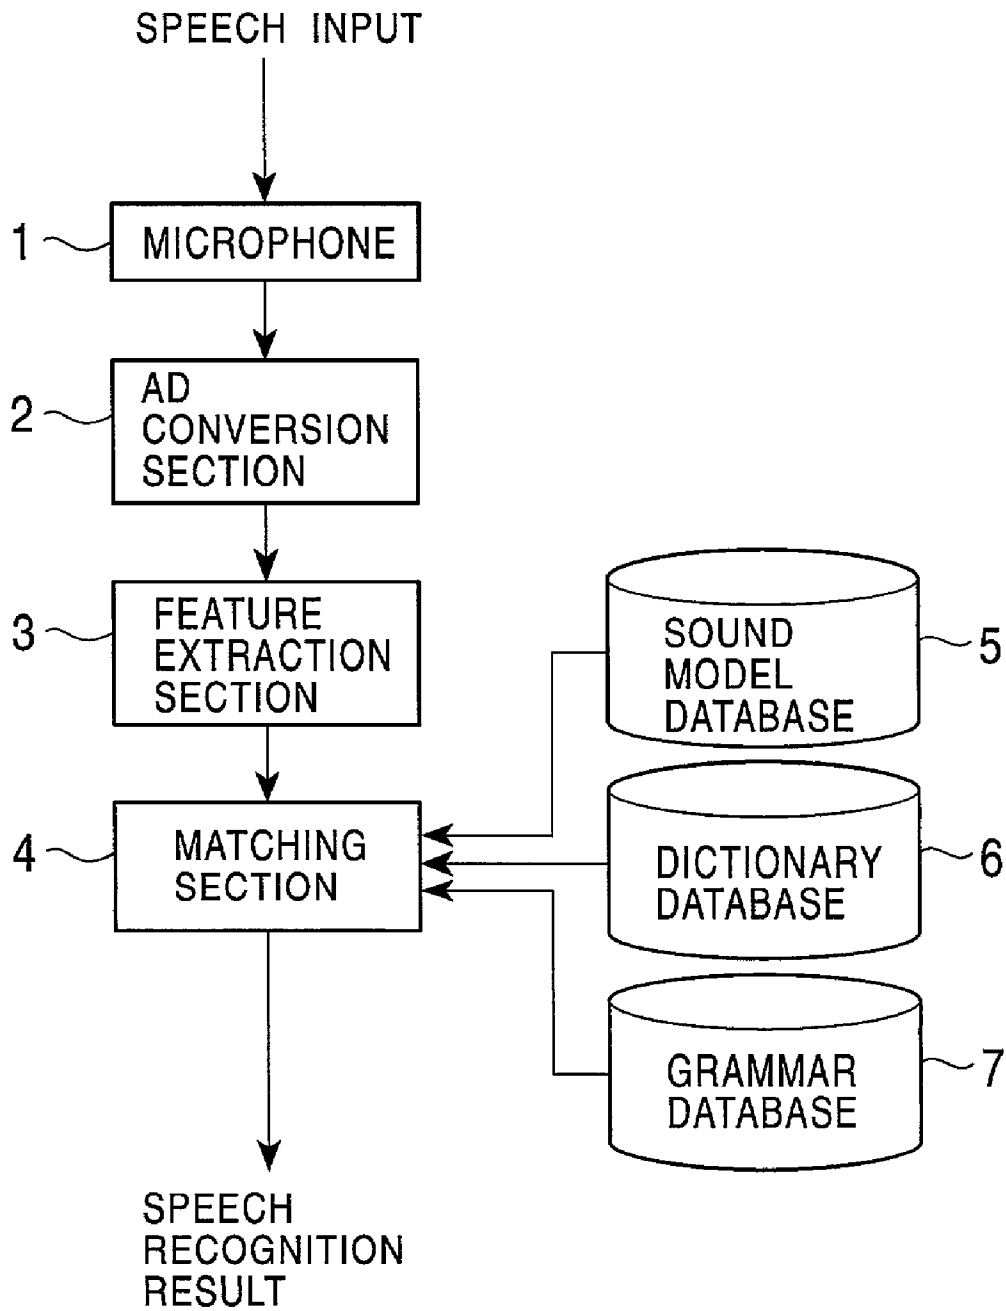 SPEECH INPUT
1
MICROPHONE
2
AD
CONVERSION
SECTION
3
FEATURE
EXTRACTION
SECTION
4
MATCHING
SECTION
5
SOUND
MODEL
DATABASE
6
DICTIONARY
DATABASE
7
GRAMMAR
DATABASE
SPEECH
RECOGNITION
RESULT